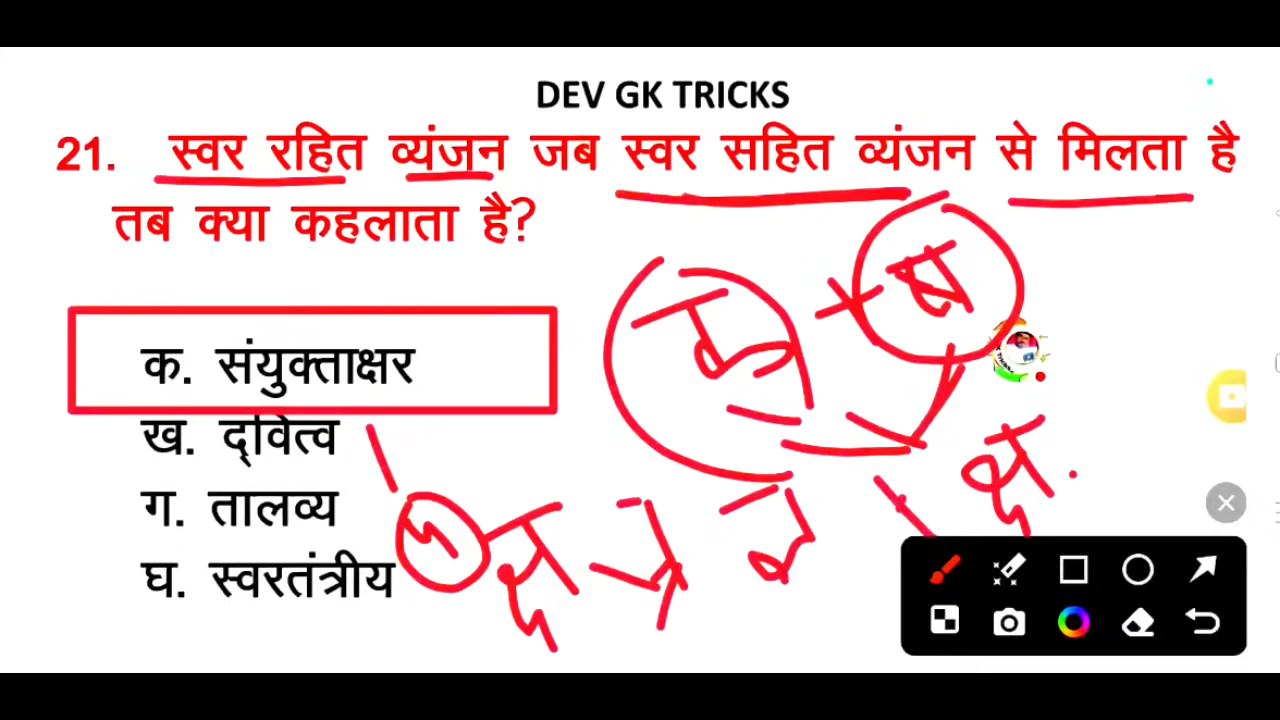 DEV GK TRICKS
21. स्वर रहित व्यंजन जब स्वर सहित व्यंजन से मिलता है
तब क्या कहलाता है?
क. संयुक्ताक्षर
ख. द्‌वित्व
ग. तालव्य
घ. स्वरतंत्रीय
क् + ष
क्ष